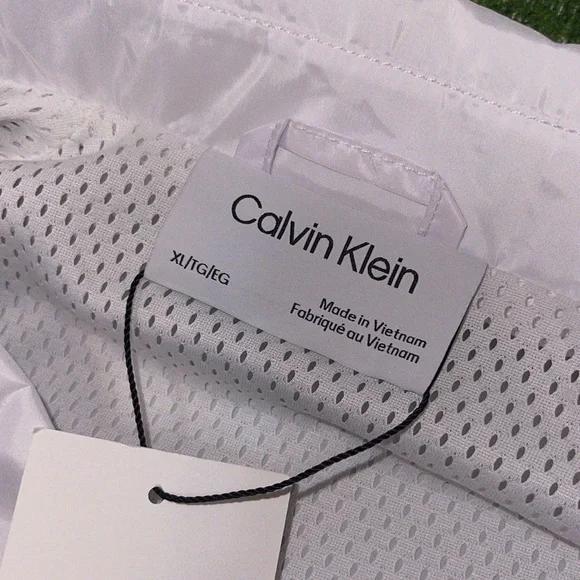 Calvin Klein
XL/TG/EG
Made in Vietnam
Fabriqué au Vietnam